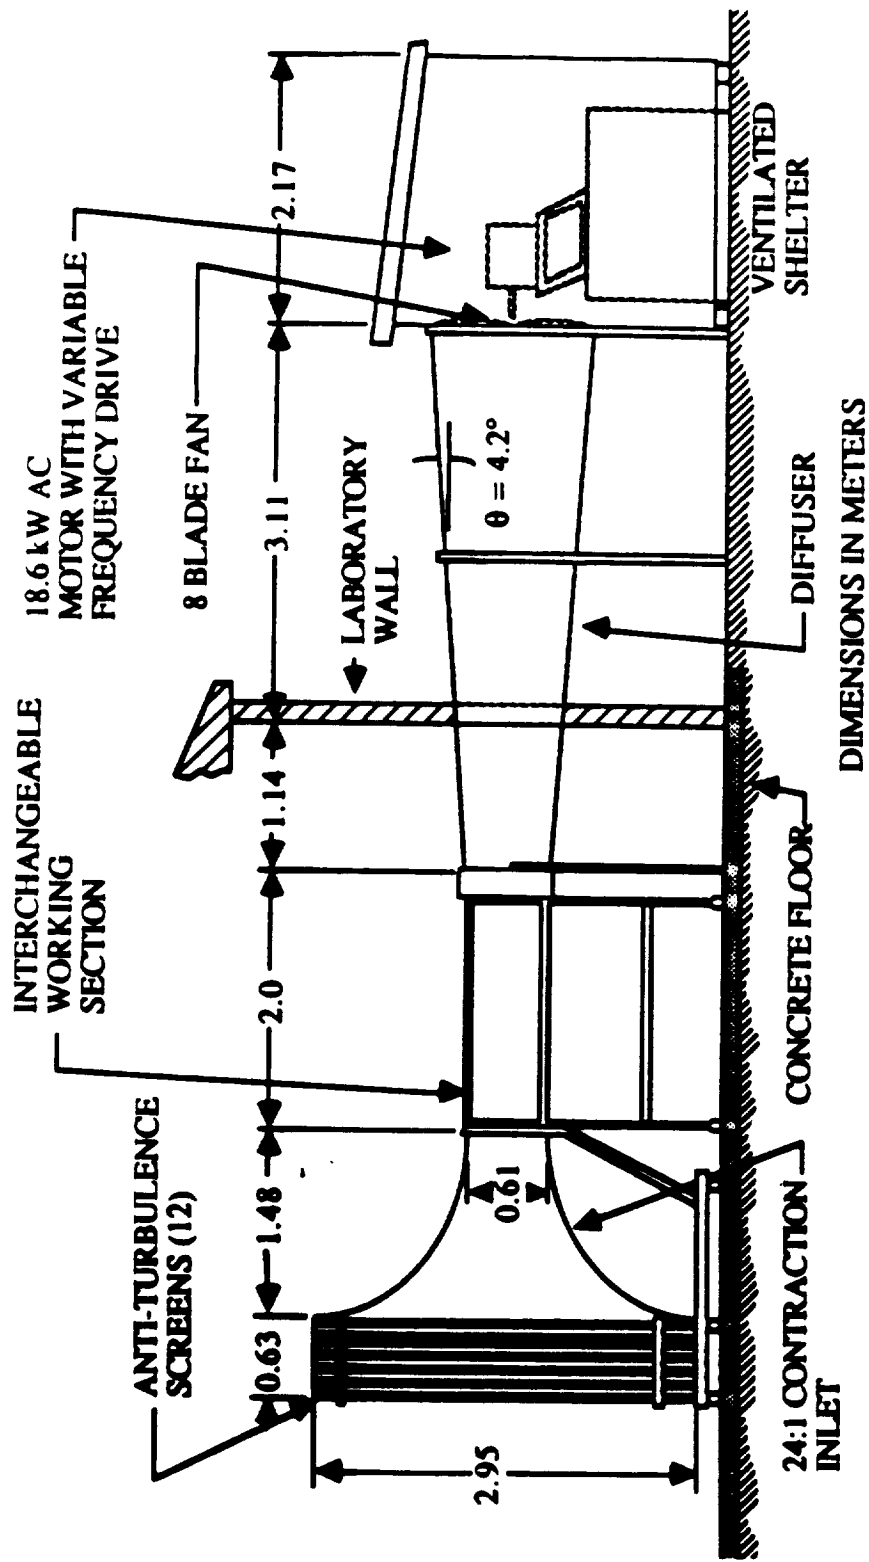 ANTI-TURBULENCE
SCREENS (12)
INTERCHANGEABLE
WORKING
SECTION
18.6 kW AC
MOTOR WITH VARIABLE
FREQUENCY DRIVE
8 BLADE FAN
LABORATORY
WALL
0.63
1.48
2.0
1.14
3.11
2.17
2.95
0.61
θ = 4.2°
24:1 CONTRACTION
INLET
CONCRETE FLOOR
DIFFUSER
VENTILATED
SHELTER
DIMENSIONS IN METERS